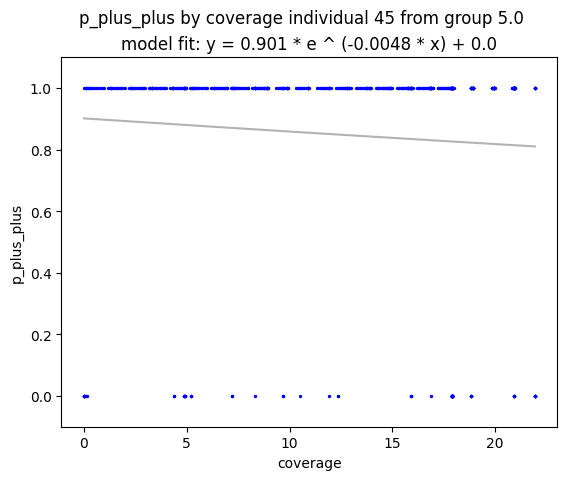 p_plus_plus by coverage individual 45 from group 5.0
model fit: y = 0.901 * e ^ (-0.0048 * x) + 0.0
1.0
0.8
0.6
0.4
0.2
0.0
p_plus_plus
0 5 10 15 20
coverage